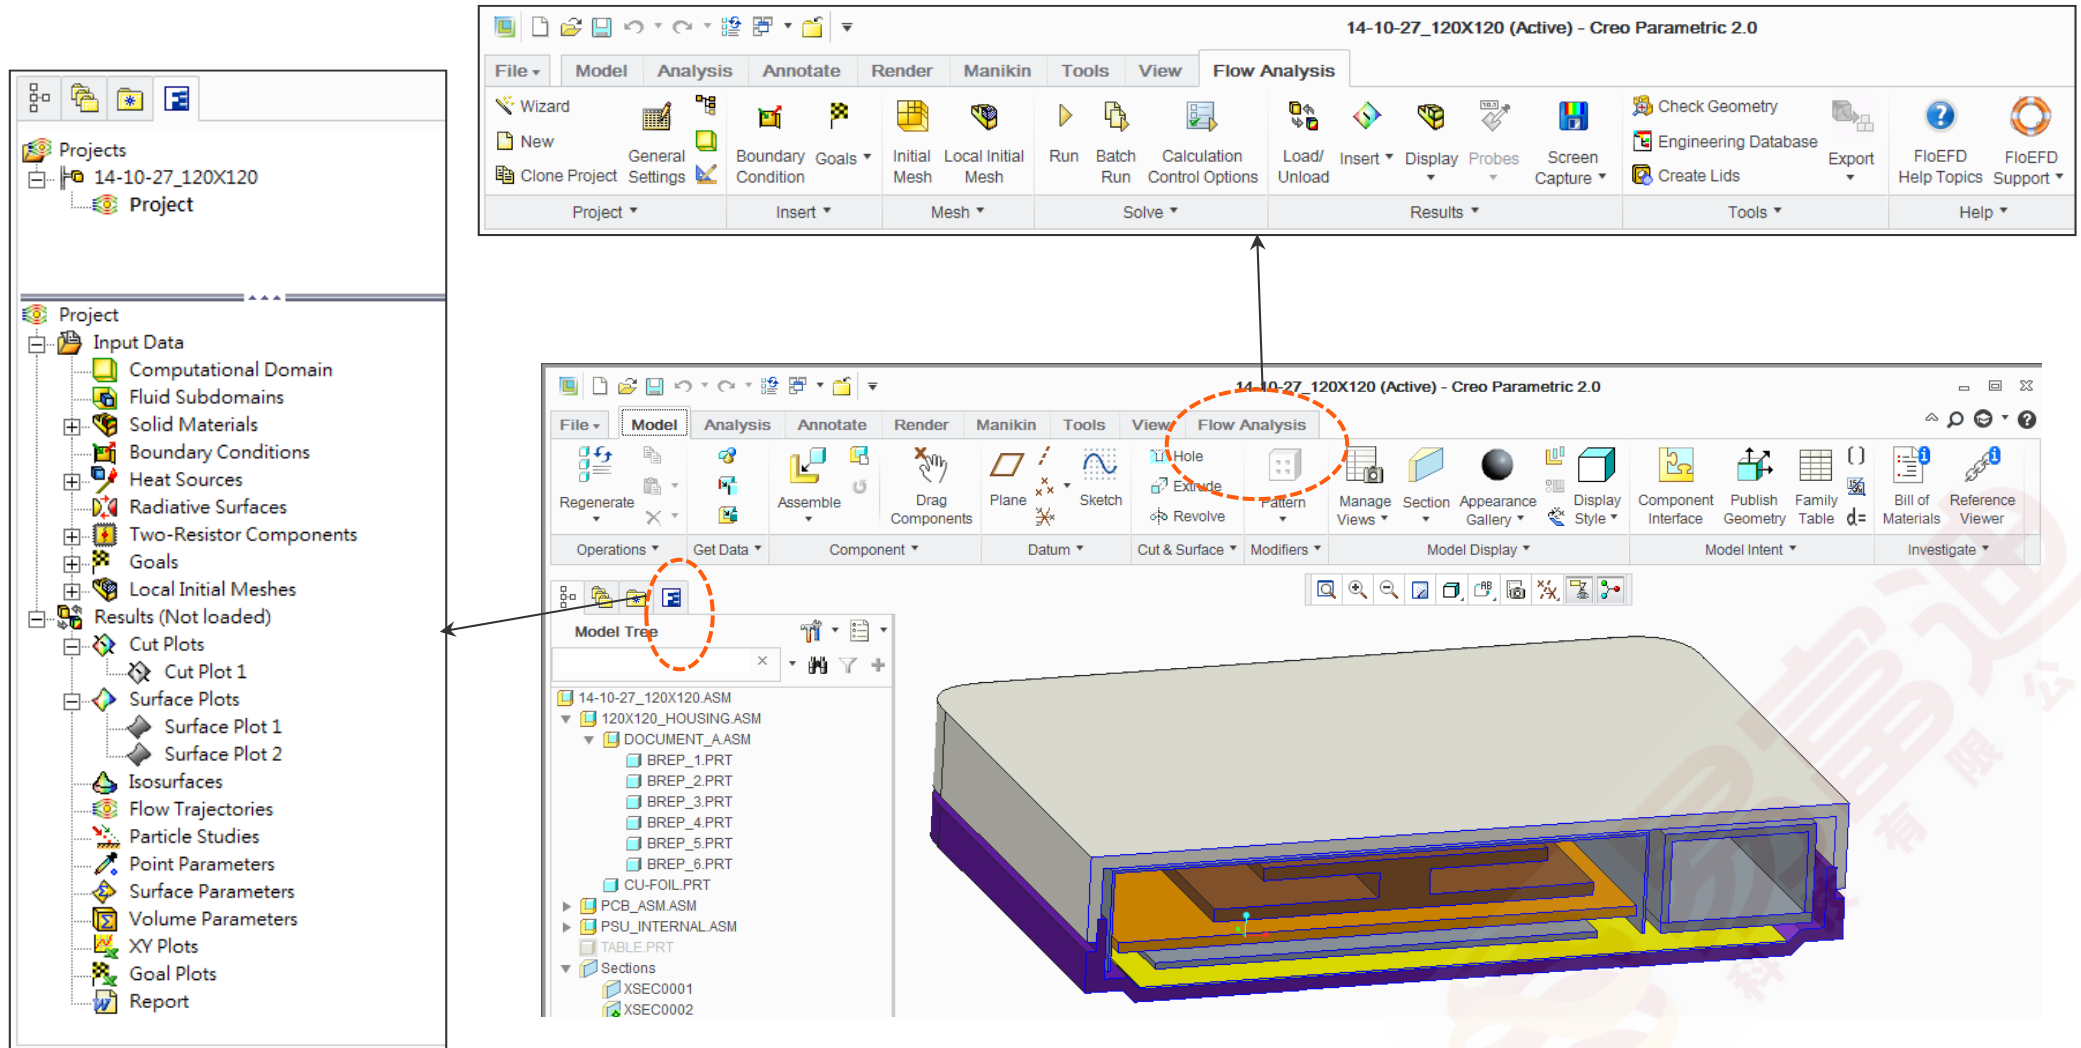 Projects
14-10-27_120X120
Project
Project
Input Data
Computational Domain
Fluid Subdomains
Solid Materials
Boundary Conditions
Heat Sources
Radiative Surfaces
Two-Resistor Components
Goals
Local Initial Meshes
Results (Not loaded)
Cut Plots
Cut Plot 1
Surface Plots
Surface Plot 1
Surface Plot 2
Isosurfaces
Flow Trajectories
Particle Studies
Point Parameters
Surface Parameters
Volume Parameters
XY Plots
Goal Plots
Report
14-10-27_120X120 (Active) - Creo Parametric 2.0
File Model Analysis Annotate Render Manikin Tools View Flow Analysis
Wizard
New
Clone Project
General
Settings
Boundary
Condition
Goals
Initial
Mesh
Local Initial
Mesh
Run
Batch
Run
Calculation
Control Options
Load/
Unload
Insert
Display
Probes
Screen
Capture
Check Geometry
Engineering Database
Create Lids
Export
FloEFD
Help Topics
FloEFD
Support
Project Insert Mesh Solve Results Tools Help
14-10-27_120X120 (Active) - Creo Parametric 2.0
File Model Analysis Annotate Render Manikin Tools View Flow Analysis
Regenerate
Assemble
Drag
Components
Plane
Sketch
Hole
Extrude
Revolve
Pattern
Manage
Views
Section
Appearance
Gallery
Display
Style
Component
Interface
Publish
Geometry
Family
Table
d=
Bill of
Materials
Reference
Viewer
Operations Get Data Component Datum Cut & Surface Modifiers Model Display Model Intent Investigate
Model Tree
14-10-27_120X120.ASM
120X120_HOUSING.ASM
DOCUMENT_A.ASM
BREP_1.PRT
BREP_2.PRT
BREP_3.PRT
BREP_4.PRT
BREP_5.PRT
BREP_6.PRT
CU-FOIL.PRT
PCB_ASM.ASM
PSU_INTERNAL.ASM
TABLE.PRT
Sections
XSEC0001
XSEC0002
易富迪
科技有限公